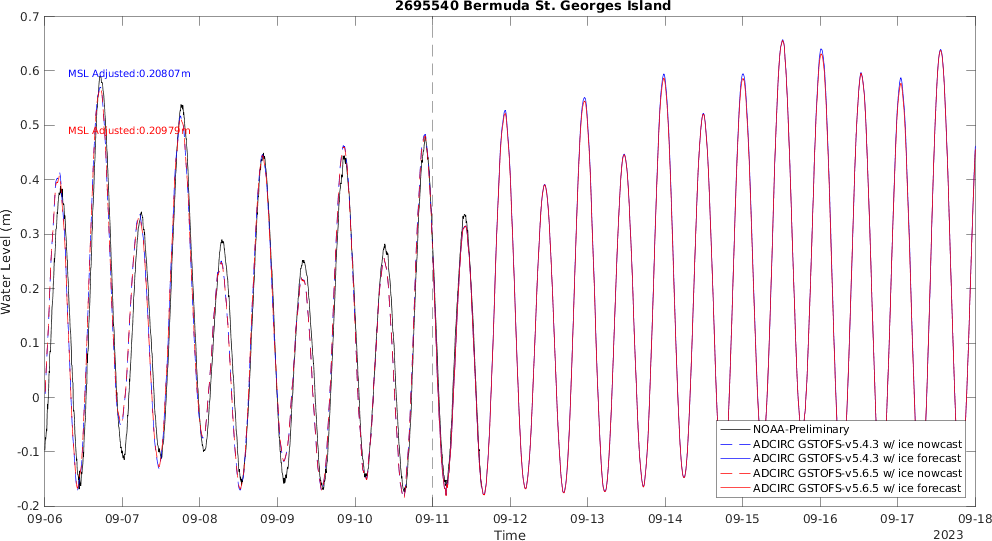 2695540 Bermuda St. Georges Island
0.7
0.6
0.5
0.4
0.3
0.2
0.1
0
-0.1
-0.2
Water Level (m)
MSL Adjusted:0.20807m
MSL Adjusted:0.20979m
NOAA-Preliminary
ADCIRC GSTOFS-v5.4.3 w/ ice nowcast
ADCIRC GSTOFS-v5.4.3 w/ ice forecast
ADCIRC GSTOFS-v5.6.5 w/ ice nowcast
ADCIRC GSTOFS-v5.6.5 w/ ice forecast
09-06 09-07 09-08 09-09 09-10 09-11 09-12 09-13 09-14 09-15 09-16 09-17 09-18
Time
2023